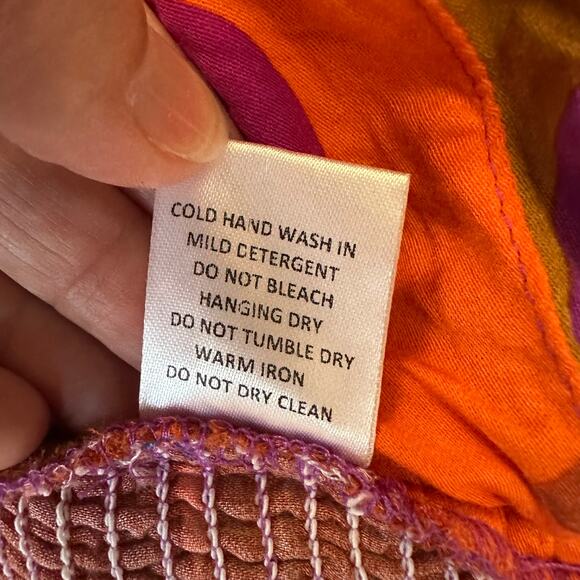 COLD HAND WASH IN
MILD DETERGENT
DO NOT BLEACH
HANGING DRY
DO NOT TUMBLE DRY
WARM IRON
DO NOT DRY CLEAN